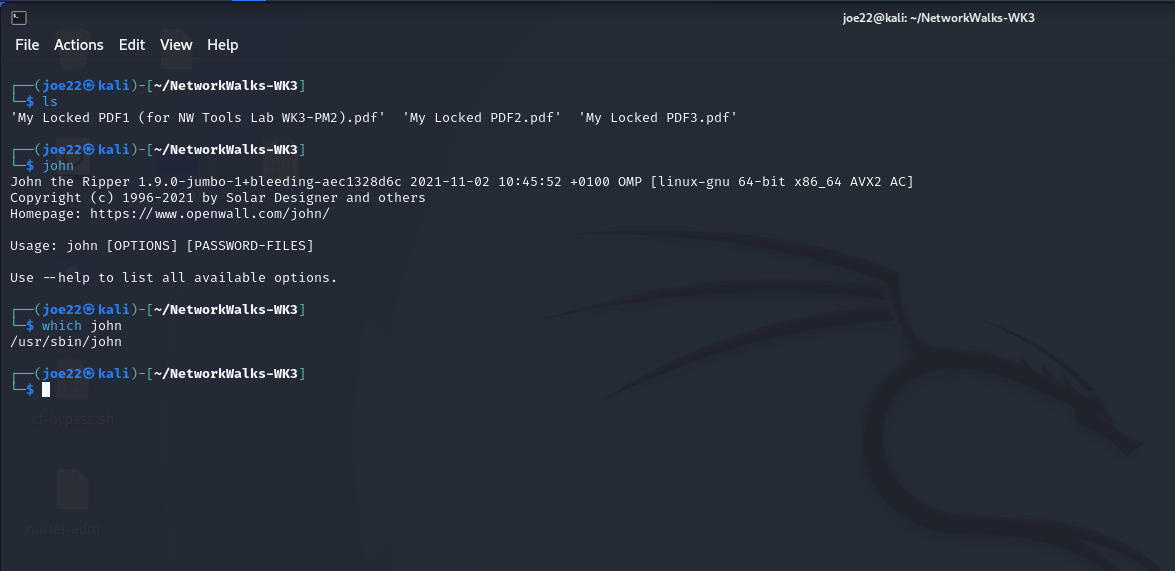 joe22@kali: ~/NetworkWalks-WK3
File Actions Edit View Help
┌──(joe22㉿kali)-[~/NetworkWalks-WK3]
└─$ ls
'My Locked PDF1 (for NW Tools Lab WK3-PM2).pdf'  'My Locked PDF2.pdf'  'My Locked PDF3.pdf'
┌──(joe22㉿kali)-[~/NetworkWalks-WK3]
└─$ john
John the Ripper 1.9.0-jumbo-1+bleeding-aec1328d6c 2021-11-02 10:45:52 +0100 OMP [linux-gnu 64-bit x86_64 AVX2 AC]
Copyright (c) 1996-2021 by Solar Designer and others
Homepage: https://www.openwall.com/john/
Usage: john [OPTIONS] [PASSWORD-FILES]
Use --help to list all available options.
┌──(joe22㉿kali)-[~/NetworkWalks-WK3]
└─$ which john
/usr/sbin/john
┌──(joe22㉿kali)-[~/NetworkWalks-WK3]
└─$
nuclei-adm